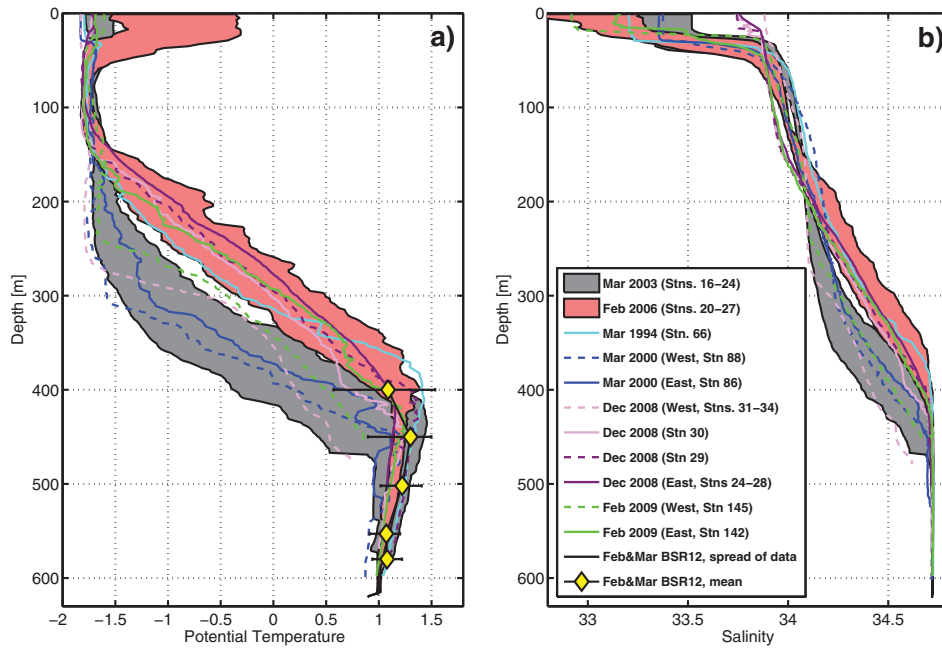 a)
0
100
200
300
400
500
600
Depth [m]
-2 -1.5 -1 -0.5 0 0.5 1 1.5
Potential Temperature
b)
0
100
200
300
400
500
600
Depth [m]
33 33.5 34 34.5
Salinity
Mar 2003 (Stns. 16-24)
Feb 2006 (Stns. 20-27)
Mar 1994 (Stn. 66)
Mar 2000 (West, Stn 88)
Mar 2000 (East, Stn 86)
Dec 2008 (West, Stns. 31-34)
Dec 2008 (Stn 30)
Dec 2008 (Stn 29)
Dec 2008 (East, Stns 24-28)
Feb 2009 (West, Stn 145)
Feb 2009 (East, Stn 142)
Feb&Mar BSR12, spread of data
Feb&Mar BSR12, mean